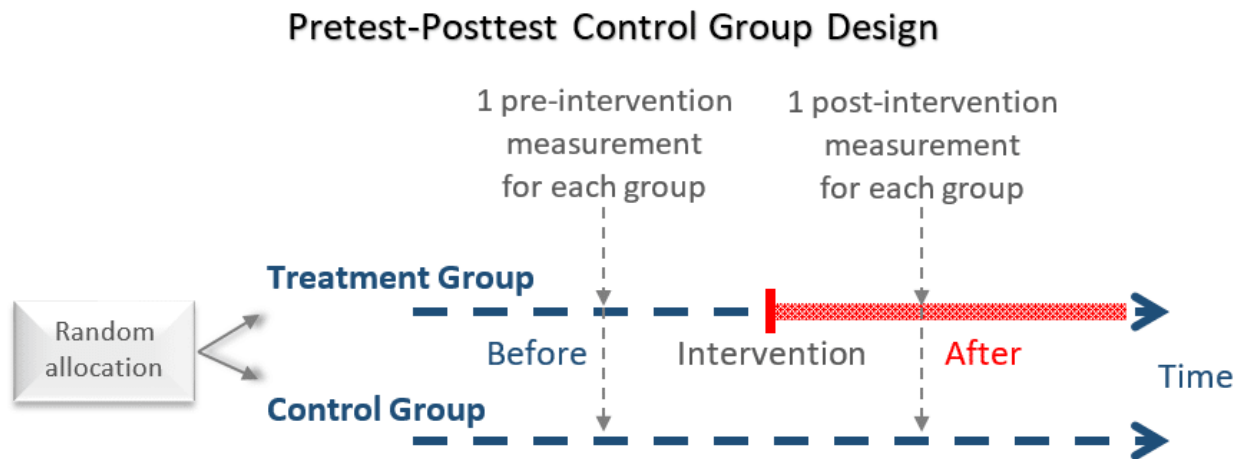 Pretest-Posttest Control Group Design
1 pre-intervention
measurement
for each group
1 post-intervention
measurement
for each group
Treatment Group
Random
allocation
Before
Intervention
After
Time
Control Group